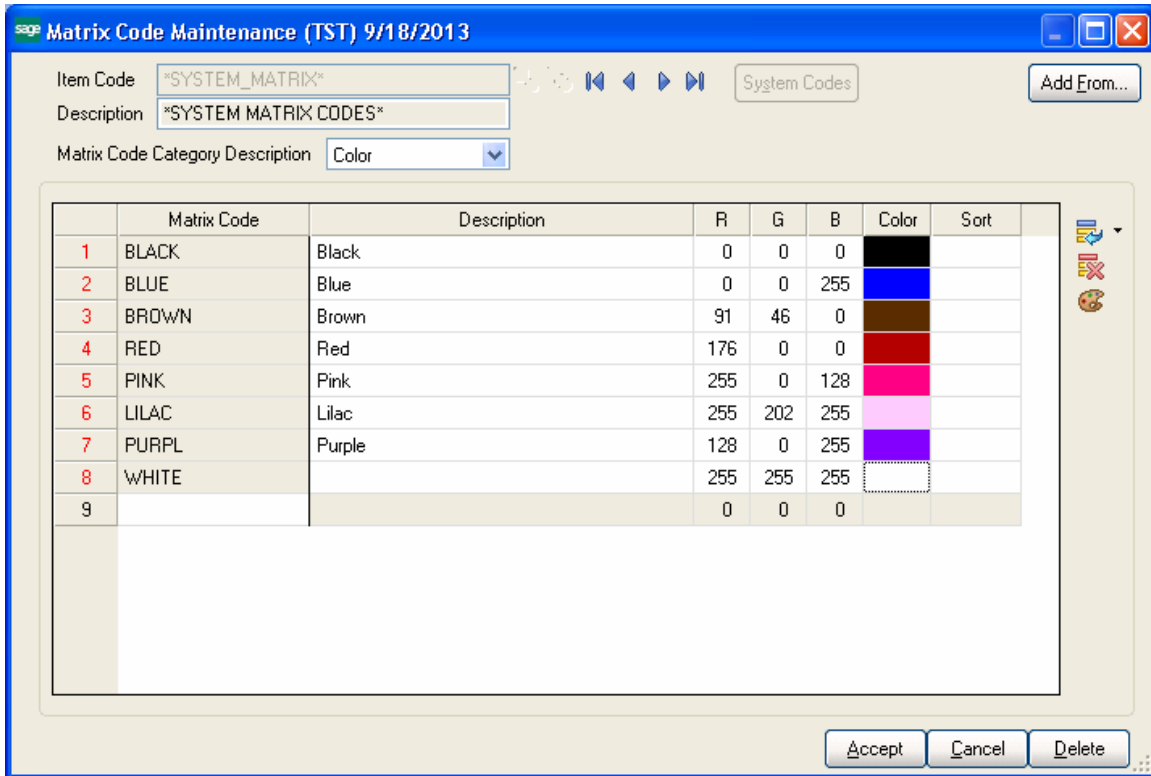 sage Matrix Code Maintenance (TST) 9/18/2013
Item Code *SYSTEM_MATRIX* System Codes Add From...
Description *SYSTEM MATRIX CODES*
Matrix Code Category Description Color
Matrix Code Description R G B Color Sort
1 BLACK Black 0 0 0
2 BLUE Blue 0 0 255
3 BROWN Brown 91 46 0
4 RED Red 176 0 0
5 PINK Pink 255 0 128
6 LILAC Lilac 255 202 255
7 PURPL Purple 128 0 255
8 WHITE 255 255 255
9 0 0 0
Accept Cancel Delete